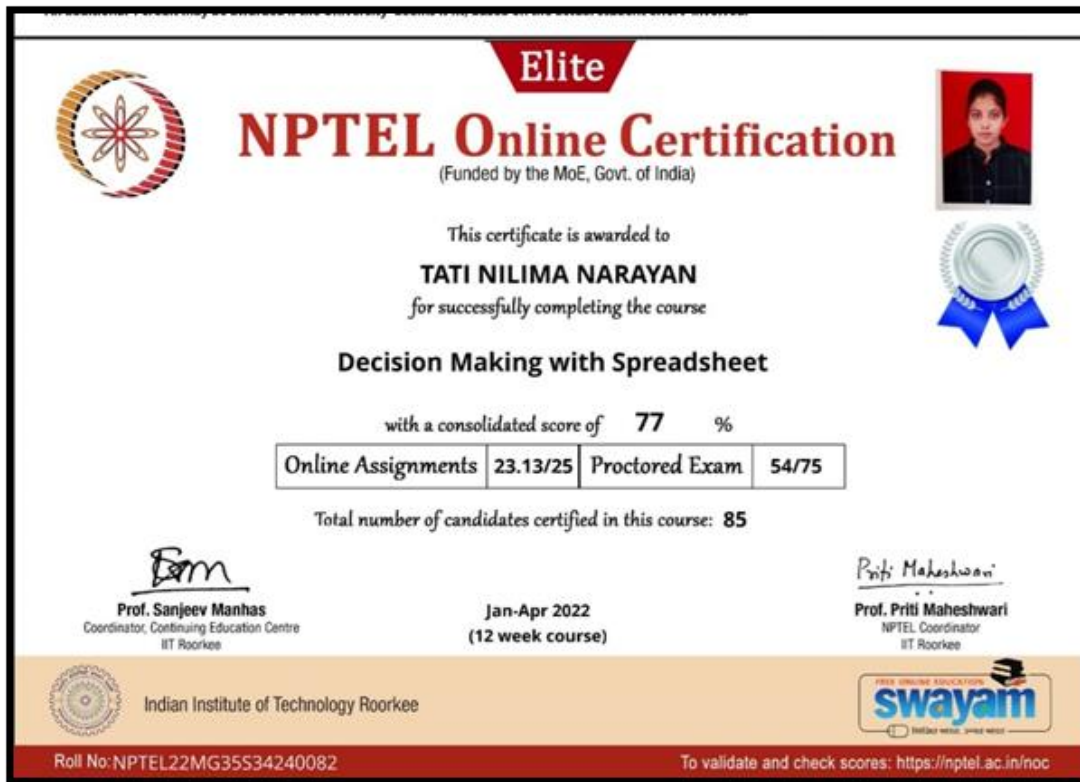 Elite
NPTEL Online Certification
(Funded by the MoE, Govt. of India)
This certificate is awarded to
TATI NILIMA NARAYAN
for successfully completing the course
Decision Making with Spreadsheet
with a consolidated score of 77 %
Online Assignments 23.13/25 Proctored Exam 54/75
Total number of candidates certified in this course: 85
Priti Maheshwari
Prof. Sanjeev Manhas
Coordinator, Continuing Education Centre
IIT Roorkee
Jan-Apr 2022
(12 week course)
Prof. Priti Maheshwari
NPTEL Coordinator
IIT Roorkee
Indian Institute of Technology Roorkee
FREE ONLINE EDUCATION
swayam
Roll No: NPTEL22MG35S34240082
To validate and check scores: https://nptel.ac.in/noc